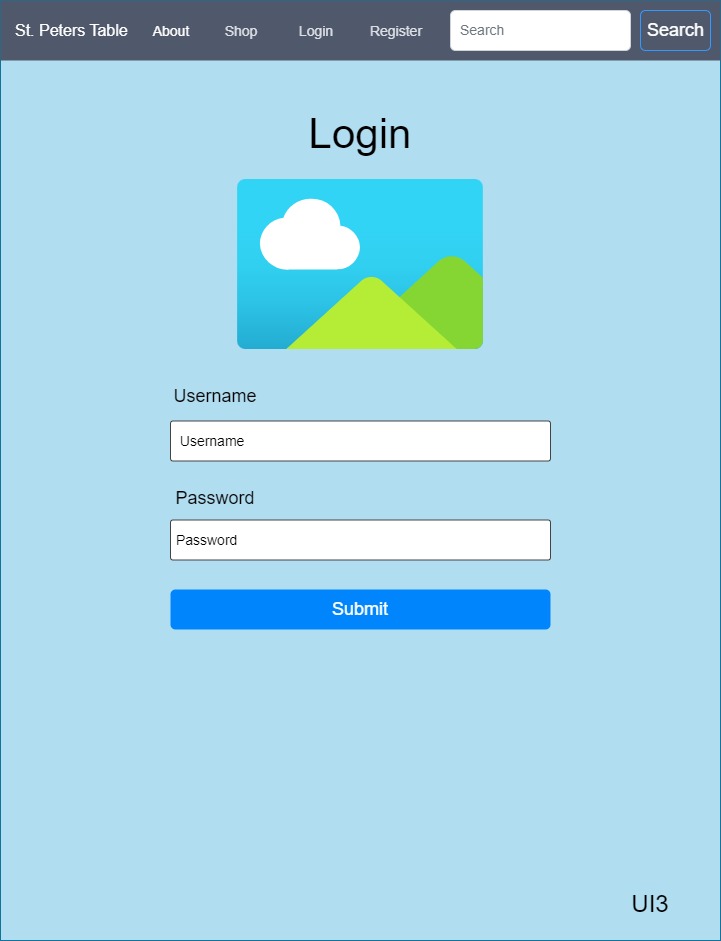 St. Peters Table About Shop Login Register Search Search
Login
Username
Username
Password
Password
Submit
UI3